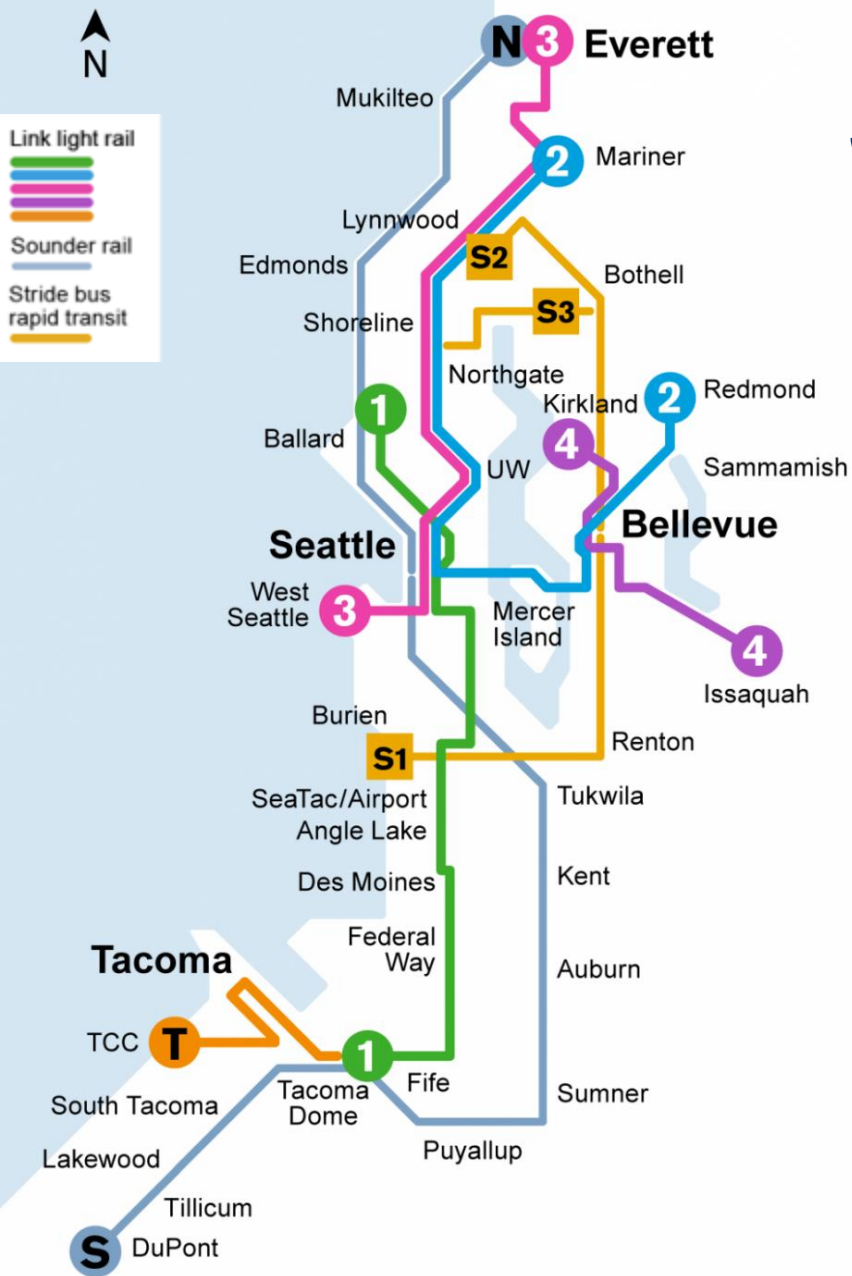 N 3 Everett
N
Mukilteo
Link light rail
2 Mariner
Lynnwood
Sounder rail
S2
Edmonds
Bothell
Stride bus
rapid transit
S3
Shoreline
Northgate
Redmond
2
Kirkland
1
4
Ballard
UW
Sammamish
Bellevue
Seattle
West
Seattle
3
Mercer
Island
4
Issaquah
Burien
Renton
S1
SeaTac/Airport
Tukwila
Angle Lake
Kent
Des Moines
Federal
Way
Tacoma
Auburn
TCC T
1
Fife
Tacoma
Dome
Sumner
South Tacoma
Puyallup
Lakewood
Tillicum
S DuPont